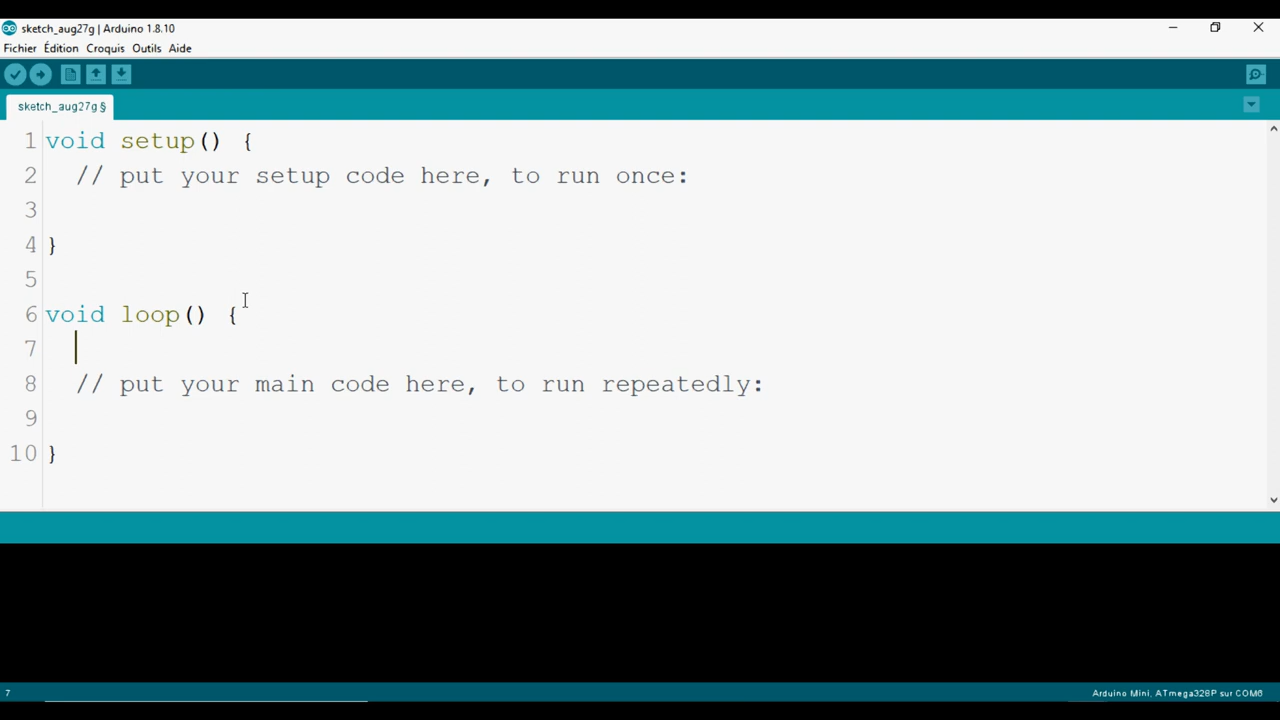 sketch_aug27g | Arduino 1.8.10
Fichier Édition Croquis Outils Aide
sketch_aug27g §
1 void setup() {
2 // put your setup code here, to run once:
3
4 }
5
6 void loop() {
7
8 // put your main code here, to run repeatedly:
9
10 }
7 Arduino Mini, ATmega328P sur COM6